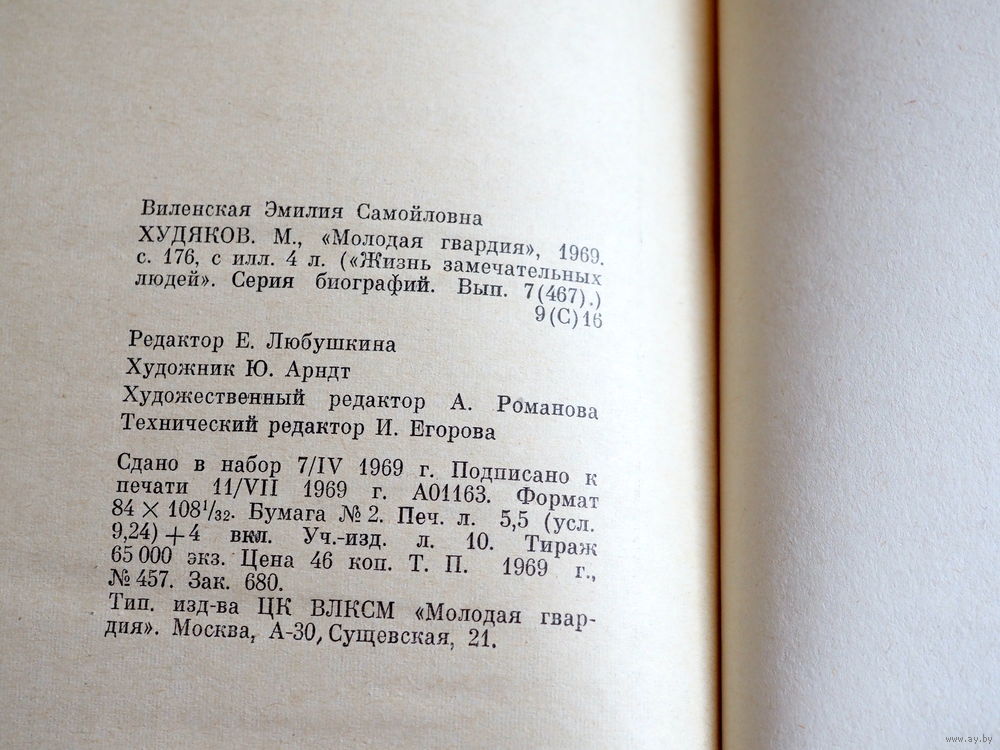 Виленская Эмилия Самойловна
ХУДЯКОВ. М., «Молодая гвардия», 1969.
с. 176, с илл. 4 л. («Жизнь замечательных
людей». Серия биографий. Вып. 7(467).)
9(С)16
Редактор Е. Любушкина
Художник Ю. Арндт
Художественный редактор А. Романова
Технический редактор И. Егорова
Сдано в набор 7/IV 1969 г. Подписано к
печати 11/VII 1969 г. А01163. Формат
84 × 108¹/₃₂. Бумага № 2. Печ. л. 5,5 (усл.
9,24) + 4 вкл. Уч.-изд. л. 10. Тираж
65 000 экз. Цена 46 коп. Т. П. 1969 г.,
№ 457. Зак. 680.
Тип. изд-ва ЦК ВЛКСМ «Молодая гвар-
дия». Москва, А-30, Сущевская, 21.
www.ay.by